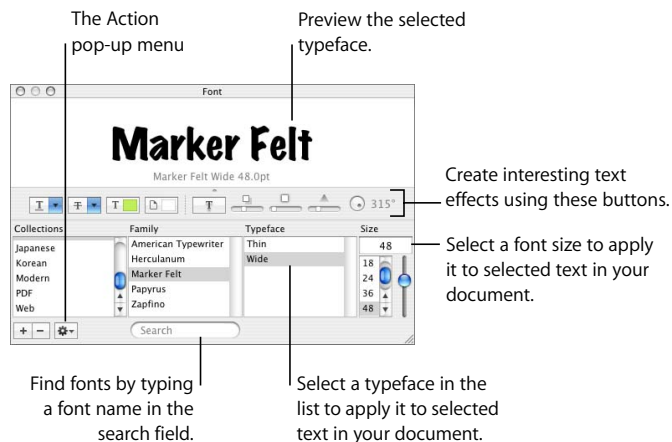 The Action
pop-up menu
Preview the selected
typeface.
Font
Marker Felt
Marker Felt Wide 48.0pt
Create interesting text
effects using these buttons.
T T T T 315°
Collections Family Typeface Size
Japanese
Korean
Modern
PDF
Web
American Typewriter
Herculanum
Marker Felt
Papyrus
Zapfino
Thin
Wide
48
18
24
36
48
Select a font size to apply
it to selected text in your
document.
Search
Find fonts by typing
a font name in the
search field.
Select a typeface in the
list to apply it to selected
text in your document.